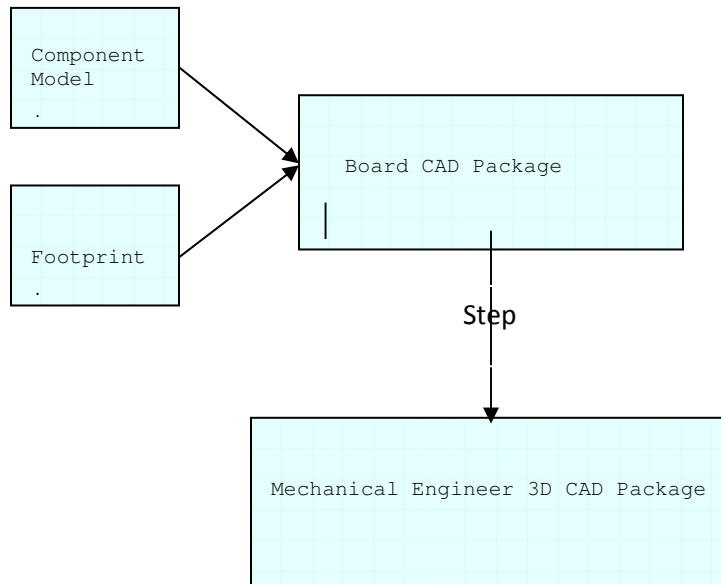 Component
Model
.
Board CAD Package
Footprint
.
Step
Mechanical Engineer 3D CAD Package